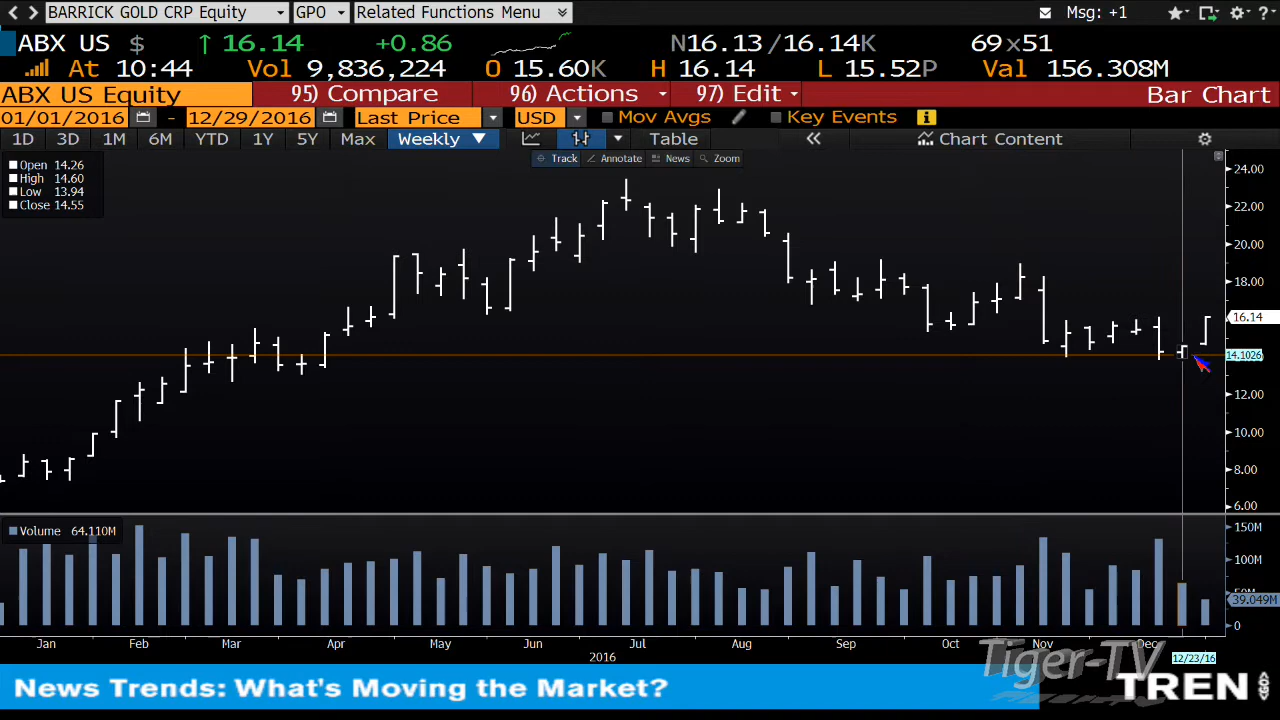 BARRICK GOLD CRP Equity GPO Related Functions Menu Msg: +1 ?
ABX US $ ↑ 16.14 +0.86 N16.13/16.14K 69x51
At 10:44 Vol 9,836,224 O 15.60K H 16.14 L 15.52P Val 156.308M
ABX US Equity 95) Compare 96) Actions 97) Edit Bar Chart
01/01/2016 - 12/29/2016 Last Price USD Mov Avgs Key Events i
1D 3D 1M 6M YTD 1Y 5Y Max Weekly ▼ Table « Chart Content
Track Annotate News Zoom
Open 14.26
High 14.60
Low 13.94
Close 14.55
24.00
22.00
20.00
18.00
16.14
14.1026
12.00
10.00
8.00
6.00
Volume 64.110M
150M
100M
50M
39.049M
0
Jan Feb Mar Apr May Jun Jul Aug Sep Oct Nov Dec
2016 12/23/16
Tiger-TV
News Trends: What's Moving the Market? TREN